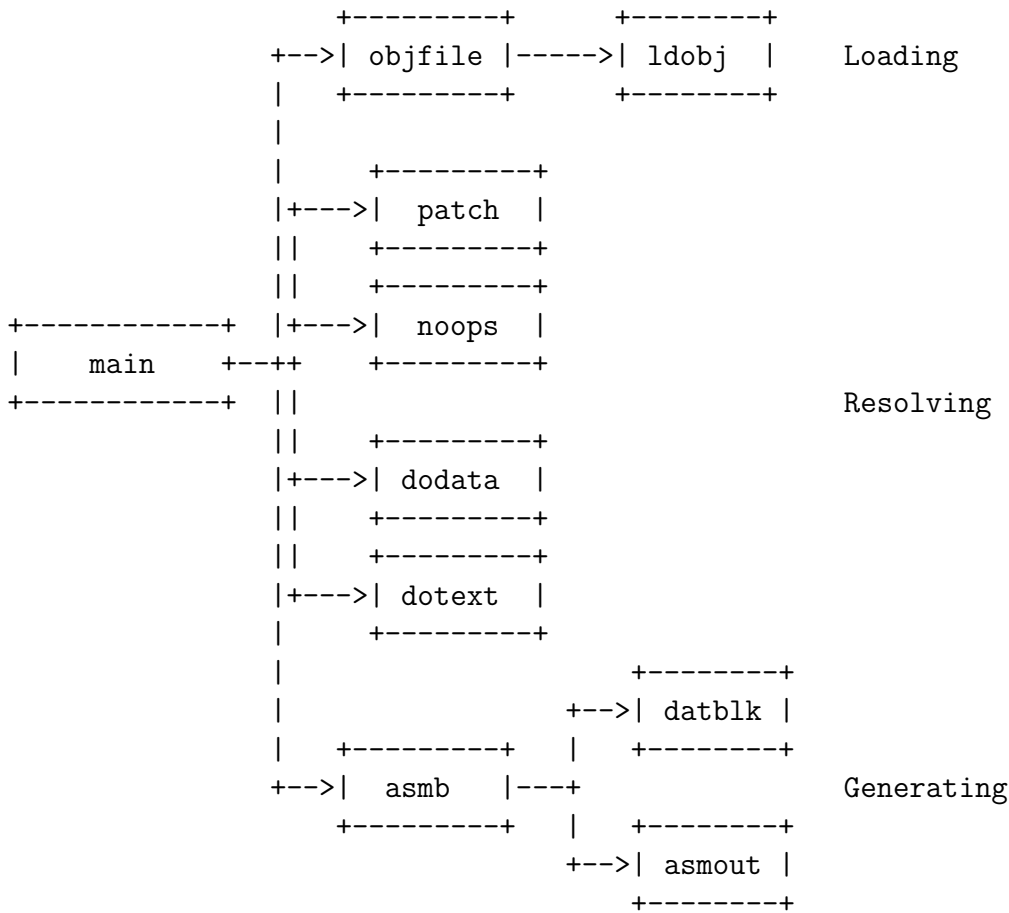 objfile ldobj Loading
patch
noops
main
Resolving
dodata
dotext
datblk
asmb Generating
asmout